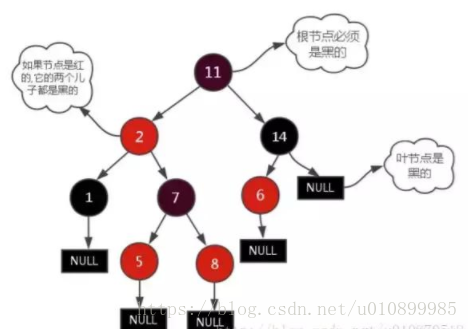 根节点必须
是黑的
如果节点是红
的,它的两个儿
子都是黑的
11
2
14
叶节点是
黑的
1
7
6
NULL
NULL
5
8
NULL
NULL
NULL
https://blog.csdn.net/u010899985